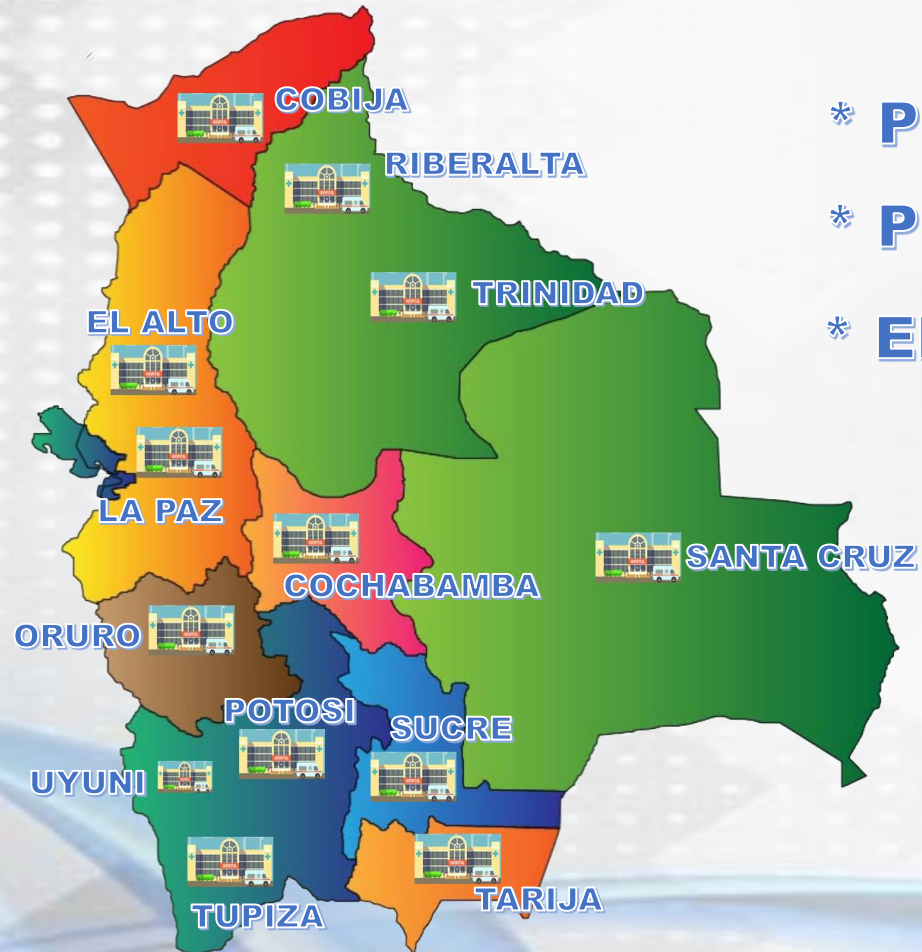 COBIJA
* P
RIBERALTA
* P
TRINIDAD
EL ALTO
* E
LA PAZ
SANTA CRUZ
COCHABAMBA
ORURO
POTOSI
SUCRE
UYUNI
TARIJA
TUPIZA